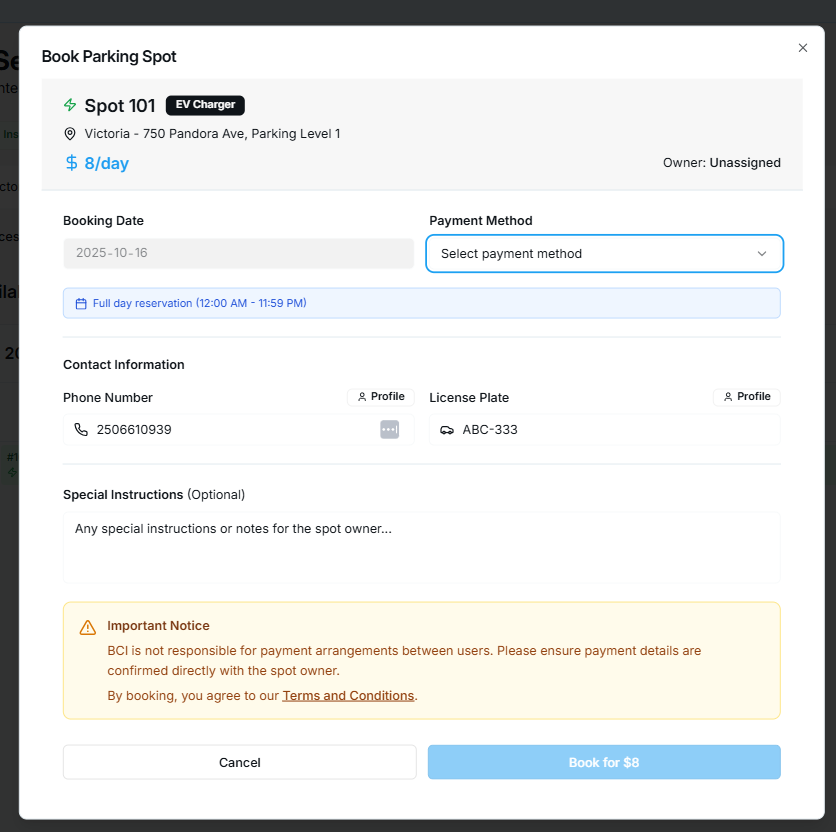 Book Parking Spot
Spot 101 EV Charger
Victoria - 750 Pandora Ave, Parking Level 1
$ 8/day
Owner: Unassigned
Booking Date
Payment Method
2025-10-16
Select payment method
Full day reservation (12:00 AM - 11:59 PM)
Contact Information
Phone Number
Profile
License Plate
Profile
2506610939
ABC-333
Special Instructions (Optional)
Any special instructions or notes for the spot owner...
Important Notice
BCI is not responsible for payment arrangements between users. Please ensure payment details are
confirmed directly with the spot owner.
By booking, you agree to our Terms and Conditions.
Cancel
Book for $8